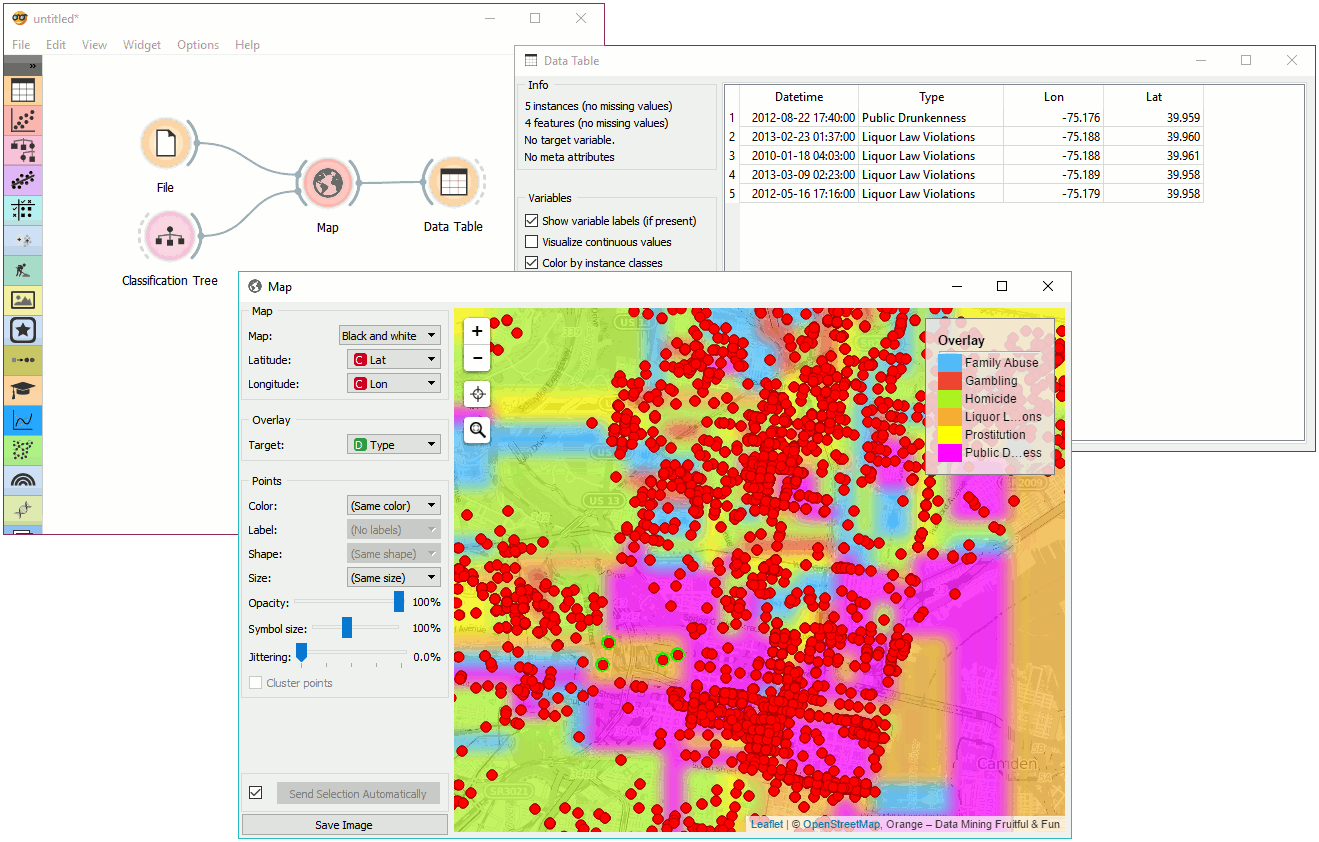 untitled*
File Edit View Widget Options Help
»
File
Map
Data Table
Classification Tree
Data Table
Info
5 instances (no missing values)
4 features (no missing values)
No target variable.
No meta attributes
Variables
Show variable labels (if present)
Visualize continuous values
Color by instance classes
Datetime Type Lon Lat
1 2012-08-22 17:40:00 Public Drunkenness -75.176 39.959
2 2013-02-23 01:37:00 Liquor Law Violations -75.188 39.960
3 2010-01-18 04:03:00 Liquor Law Violations -75.188 39.961
4 2013-03-09 02:23:00 Liquor Law Violations -75.189 39.958
5 2012-05-16 17:16:00 Liquor Law Violations -75.179 39.958
Map
Map
Map: Black and white
Latitude: C Lat
Longitude: C Lon
Overlay
Target: D Type
Points
Color: (Same color)
Label: (No labels)
Shape: (Same shape)
Size: (Same size)
Opacity: 100%
Symbol size: 100%
Jittering: 0.0%
Cluster points
Send Selection Automatically
Save Image
+
−
Overlay
Family Abuse
Gambling
Homicide
Liquor L...ons
Prostitution
Public D...ess
US 13
SR 2009
Camden
SR3021
Leaflet | © OpenStreetMap, Orange – Data Mining Fruitful & Fun